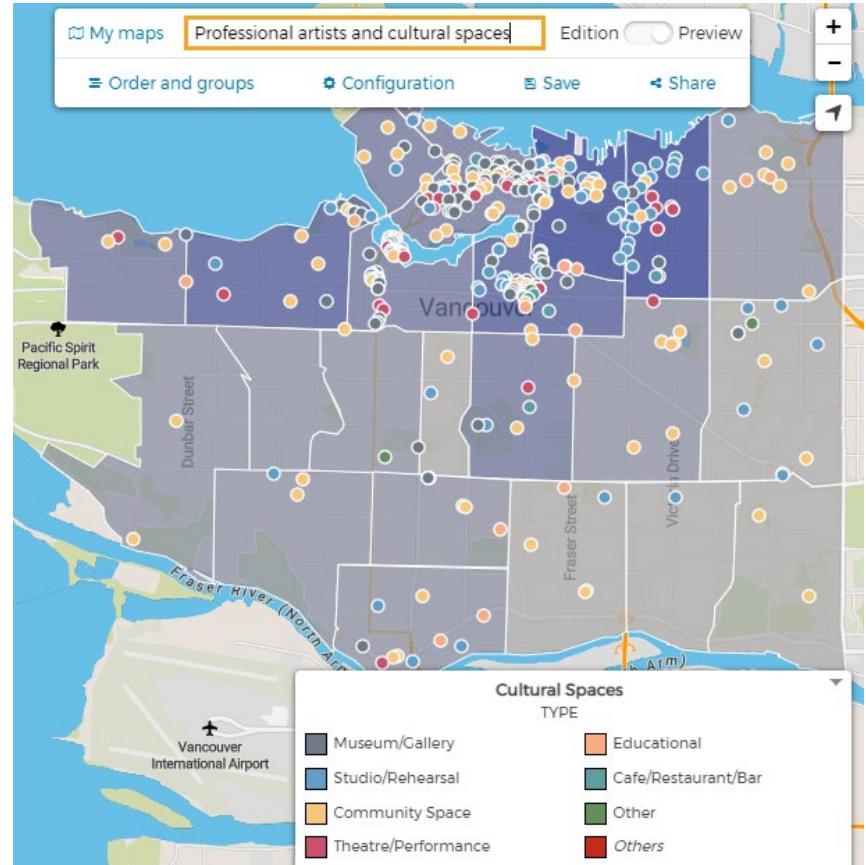 My maps
Professional artists and cultural spaces
Edition
Preview
+
−
Order and groups
Configuration
Save
Share
Vancouver
Pacific Spirit
Regional Park
Dunbar Street
Fraser Street
Victoria Drive
Fraser River (North Arm)
h Arm)
Vancouver
International Airport
Cultural Spaces
TYPE
Museum/Gallery
Educational
Studio/Rehearsal
Cafe/Restaurant/Bar
Community Space
Other
Theatre/Performance
Others